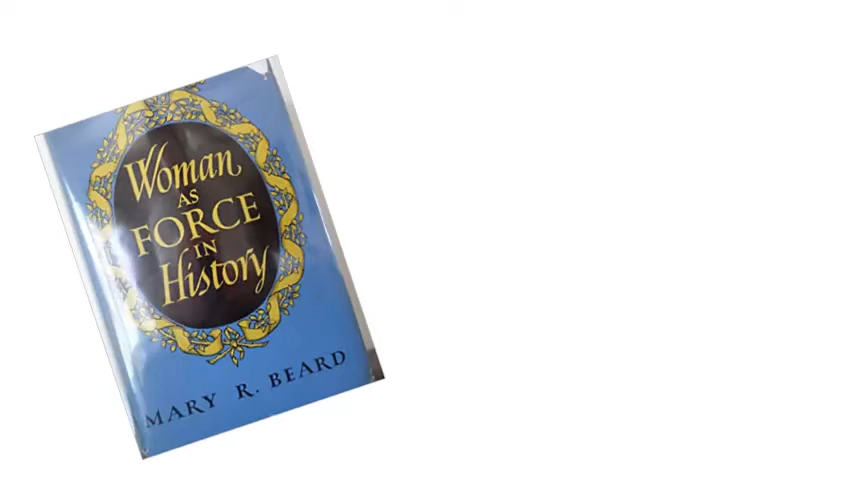 Woman
AS
FORCE
IN
History
MARY R. BEARD